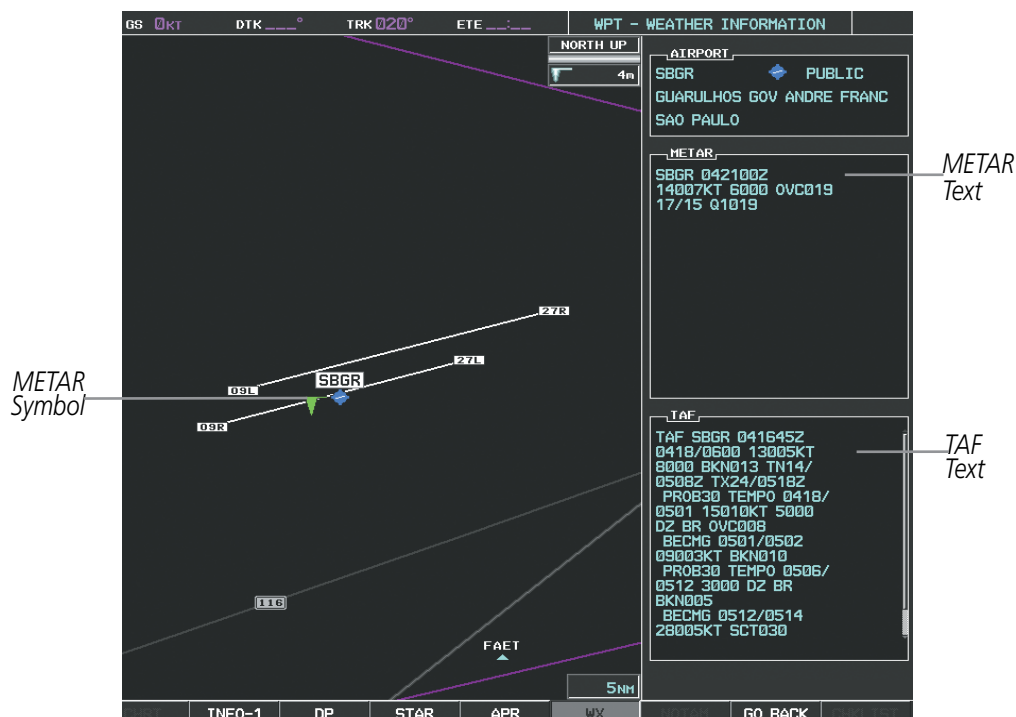 GS 0KT DTK ___° TRK 020° ETE __:__ WPT - WEATHER INFORMATION
NORTH UP
4m
AIRPORT
SBGR PUBLIC
GUARULHOS GOV ANDRE FRANC
SAO PAULO
METAR
SBGR 042100Z
14007KT 6000 OVC019
17/15 Q1019
METAR
Text
27R
27L
SBGR
09L
09R
METAR
Symbol
TAF
TAF SBGR 041645Z
0418/0600 13005KT
8000 BKN013 TN14/
0508Z TX24/0518Z
PROB30 TEMPO 0418/
0501 15010KT 5000
DZ BR OVC008
BECMG 0501/0502
09003KT BKN010
PROB30 TEMPO 0506/
0512 3000 DZ BR
BKN005
BECMG 0512/0514
28005KT SCT030
TAF
Text
116
FAET
5NM
CHRT INFO-1 DP STAR APR WX NOTAM GO BACK CHKLIST